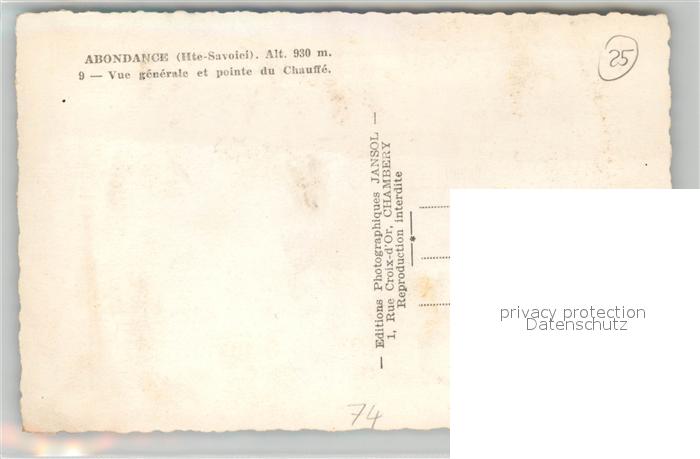 ABONDANCE (Hte-Savoiei). Alt. 930 m.
9 — Vue générale et pointe du Chauffé.
25
— Editions Photographiques JANSOL —
1, Rue Croix-d'Or, CHAMBERY
Reproduction interdite
privacy protection
Datenschutz
74